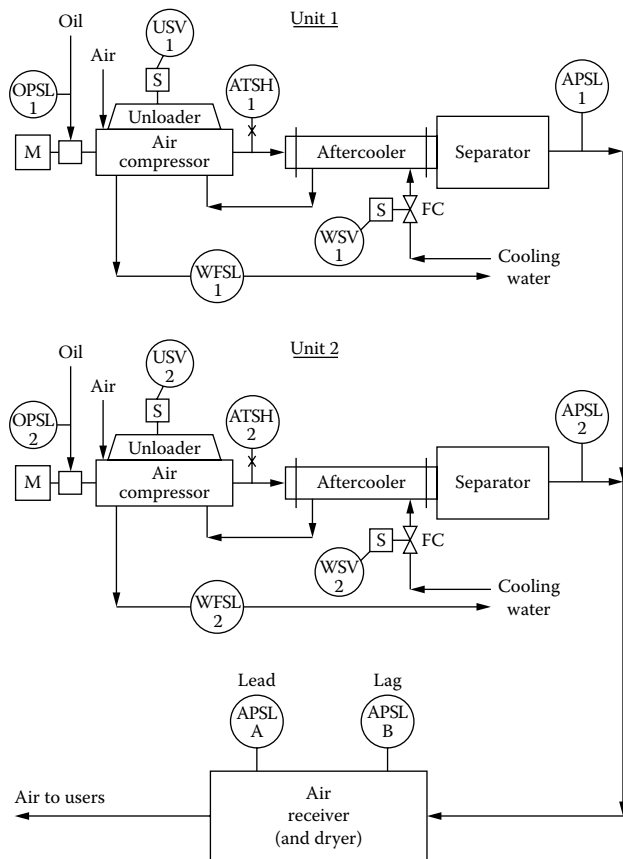 Unit 1
Oil
USV
1
Air
S
ATSH
1
APSL
1
OPSL
1
Unloader
M
Air
compressor
Aftercooler
Separator
S
FC
WSV
1
Cooling
water
WFSL
1
Unit 2
Oil
USV
2
Air
S
ATSH
2
APSL
2
OPSL
2
Unloader
M
Air
compressor
Aftercooler
Separator
S
FC
WSV
2
Cooling
water
WFSL
2
Lead
Lag
APSL
A
APSL
B
Air to users
Air
receiver
(and dryer)